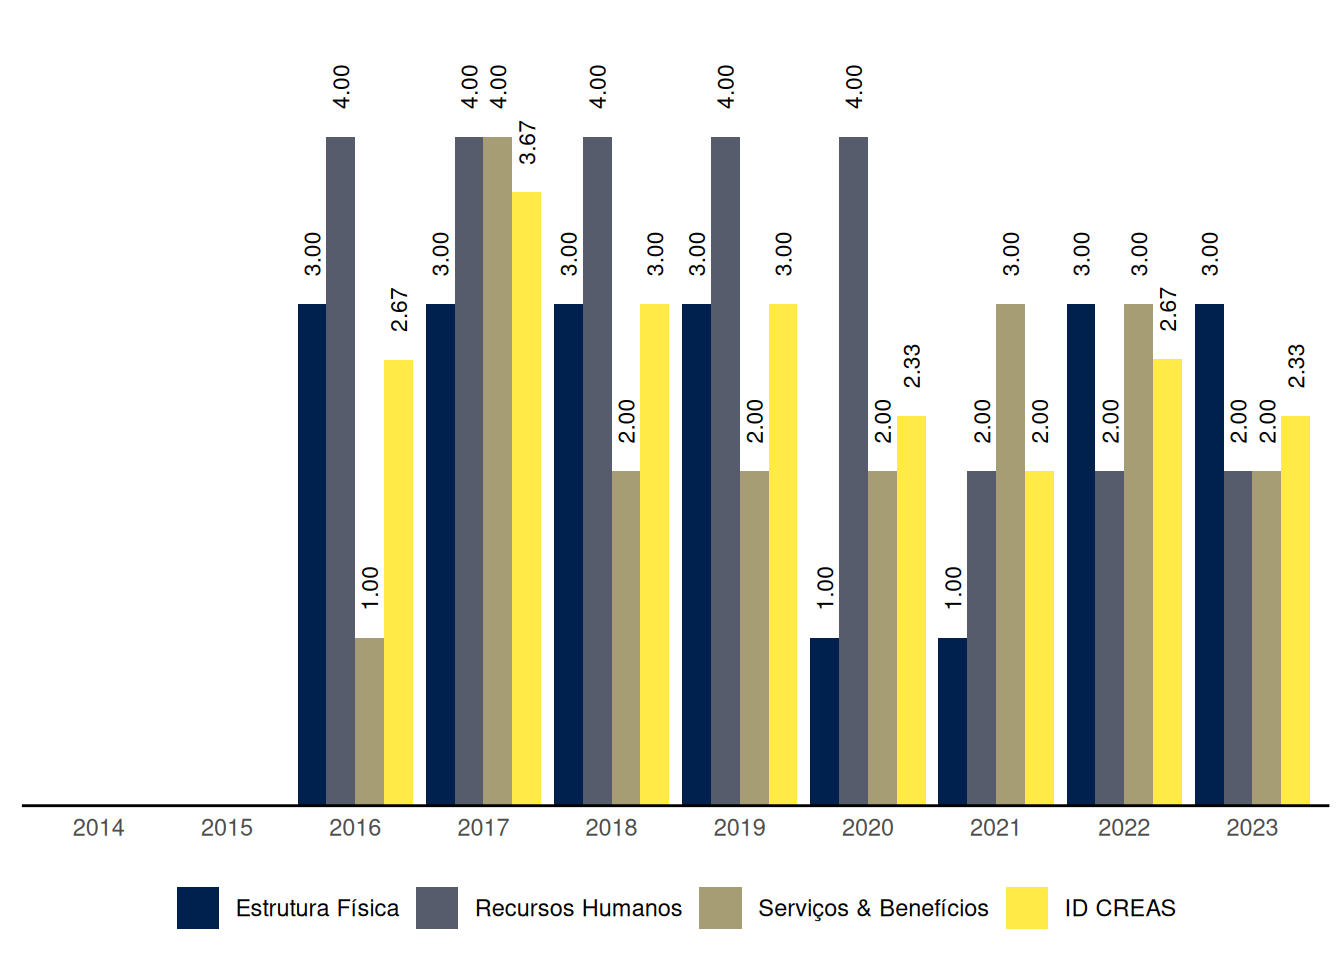 3.00 4.00 1.00 2.67
3.00 4.00 4.00 3.67
3.00 4.00 2.00 3.00
3.00 4.00 2.00 3.00
1.00 4.00 2.00 2.33
1.00 2.00 3.00 2.00
3.00 2.00 3.00 2.67
3.00 2.00 2.00 2.33
2014 2015 2016 2017 2018 2019 2020 2021 2022 2023
Estrutura Física Recursos Humanos Serviços & Benefícios ID CREAS